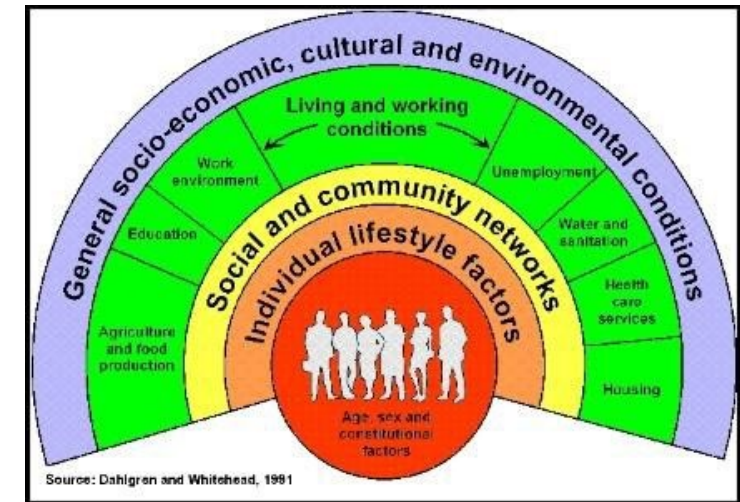 General socio-economic, cultural and environmental conditions
Living and working
conditions
Work
environment
Education
Agriculture
and food
production
Unemployment
Water and
sanitation
Health
care
services
Housing
Social and community networks
Individual lifestyle factors
Age, sex and
constitutional
factors
Source: Dahlgren and Whitehead, 1991